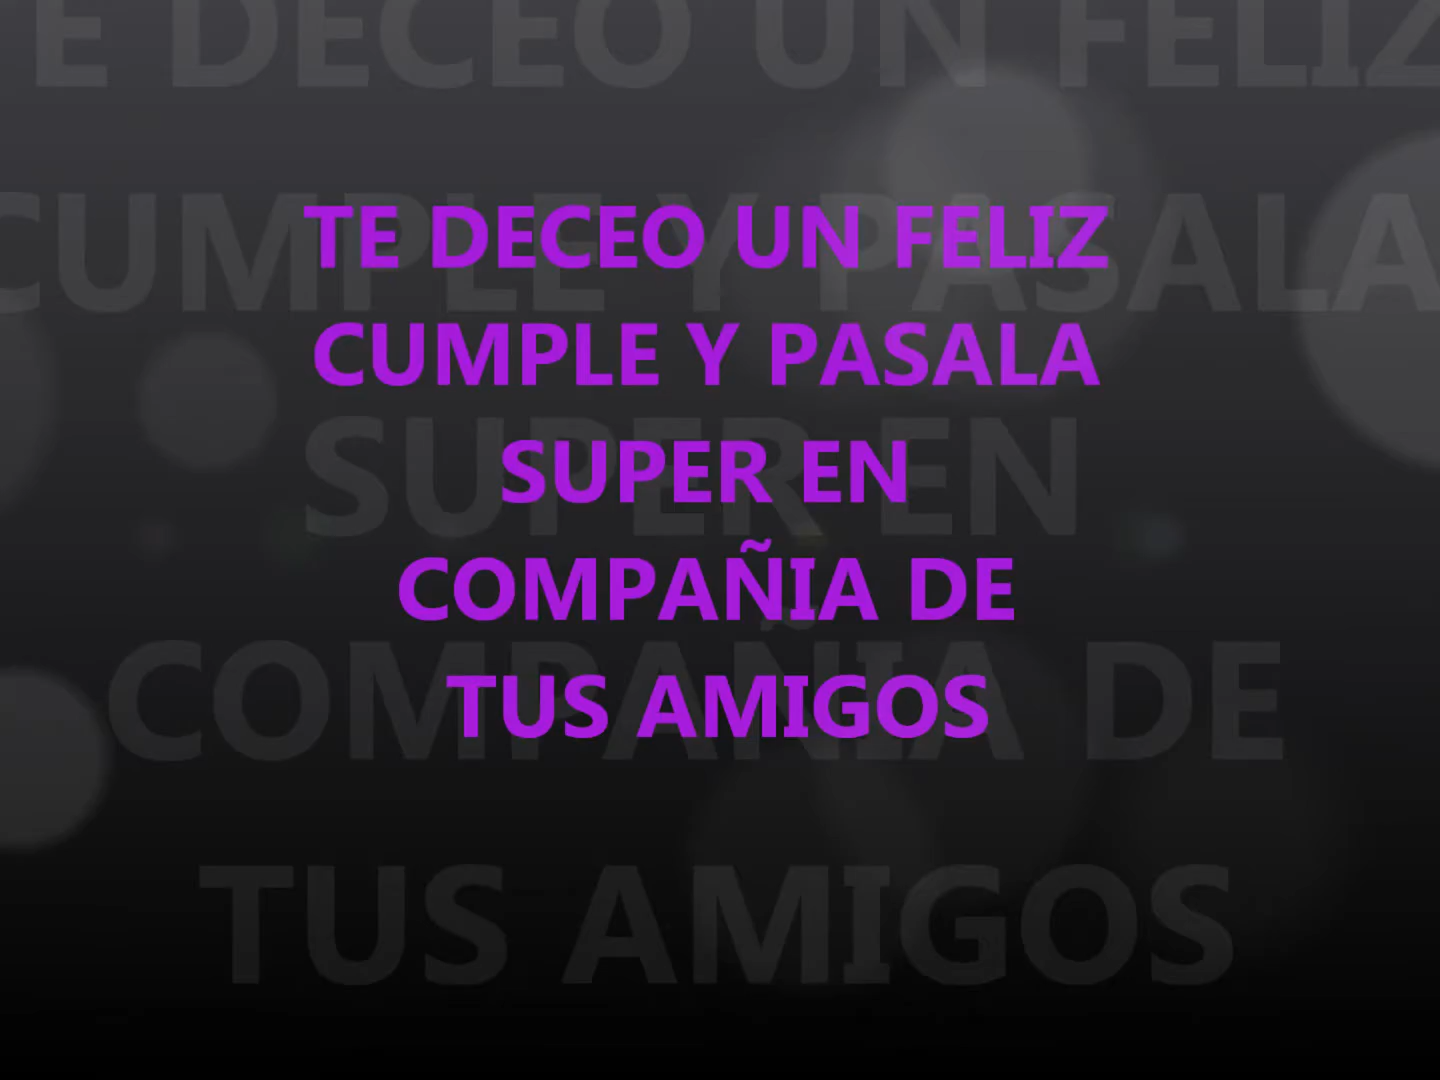 TE DECEO UN FELIZ
CUMPLE Y PASALA
SUPER EN
COMPAÑIA DE
TUS AMIGOS